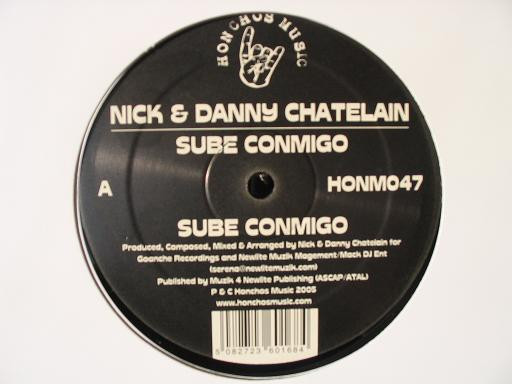 HONCHOS MUSIC
NICK & DANNY CHATELAIN
SUBE CONMIGO
A
HONM047
SUBE CONMIGO
Produced, Composed, Mixed & Arranged by Nick & Danny Chatelain for
Goanche Recordings and Newlite Muzik Magement/Mack DJ Ent
(serena@newlitemuzik.com)
Published by Muzik 4 Newlite Publishing (ASCAP/ATAL)
P & C Honchos Music 2005
www.honchosmusic.com
5 082723 601684